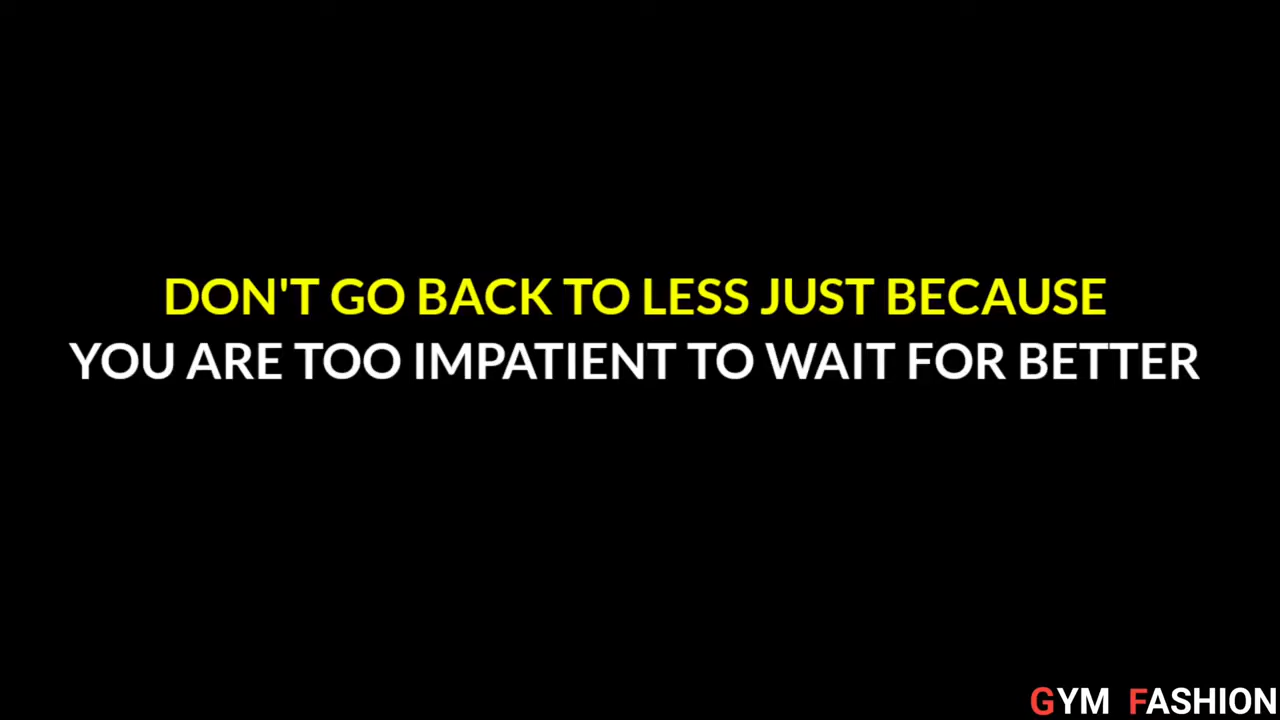 DON'T GO BACK TO LESS JUST BECAUSE
YOU ARE TOO IMPATIENT TO WAIT FOR BETTER
GYM FASHION